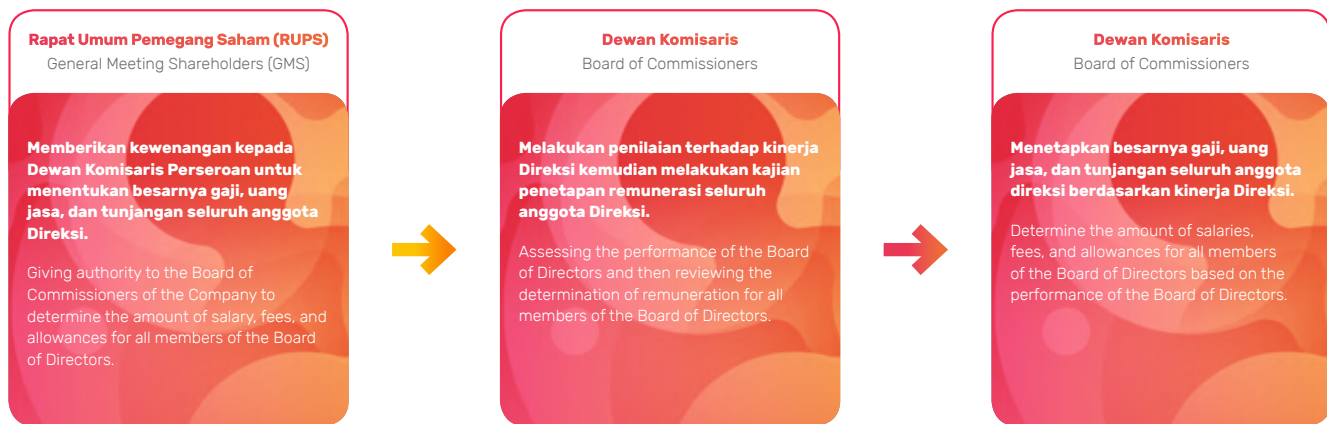 Rapat Umum Pemegang Saham (RUPS)
General Meeting Shareholders (GMS)
Memberikan kewenangan kepada
Dewan Komisaris Perseroan untuk
menentukan besarnya gaji, uang
jasa, dan tunjangan seluruh anggota
Direksi.
Giving authority to the Board of
Commissioners of the Company to
determine the amount of salary, fees, and
allowances for all members of the Board
of Directors.
Dewan Komisaris
Board of Commissioners
Melakukan penilaian terhadap kinerja
Direksi kemudian melakukan kajian
penetapan remunerasi seluruh
anggota Direksi.
Assessing the performance of the Board
of Directors and then reviewing the
determination of remuneration for all
members of the Board of Directors.
Dewan Komisaris
Board of Commissioners
Menetapkan besarnya gaji, uang
jasa, dan tunjangan seluruh anggota
direksi berdasarkan kinerja Direksi.
Determine the amount of salaries,
fees, and allowances for all members
of the Board of Directors based on the
performance of the Board of Directors.